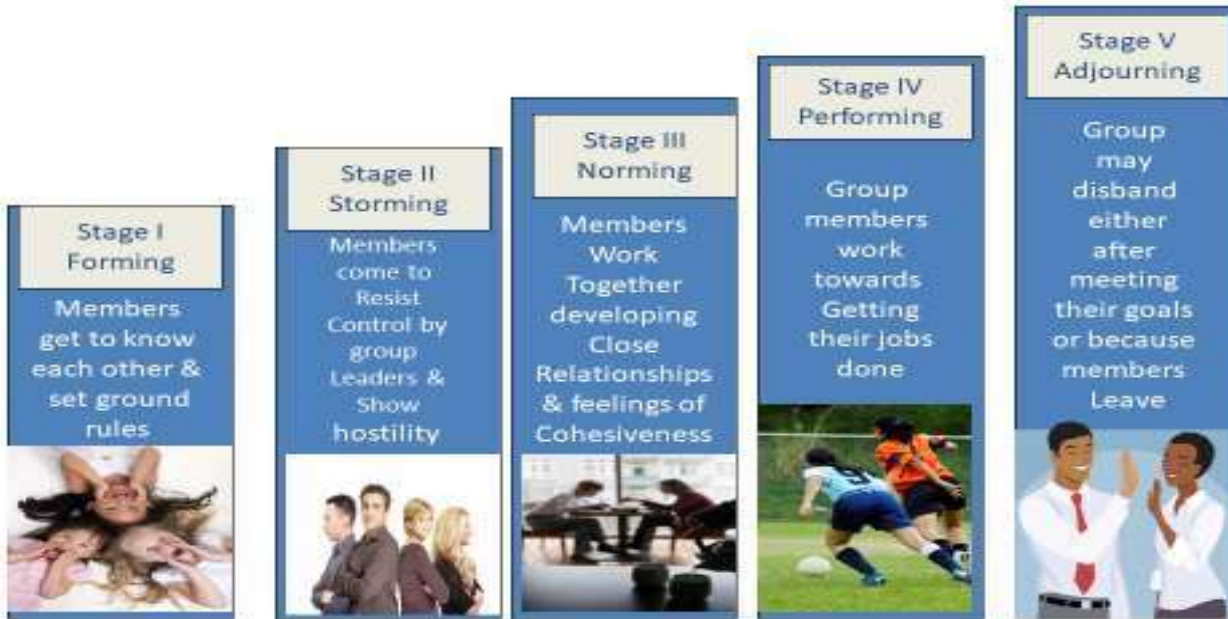 Stage I
Forming
Members
get to know
each other &
set ground
rules
Stage II
Storming
Members
come to
Resist
Control by
group
Leaders &
Show
hostility
Stage III
Norming
Members
Work
Together
developing
Close
Relationships
& feelings of
Cohesiveness
Stage IV
Performing
Group
members
work
towards
Getting
their jobs
done
Stage V
Adjourning
Group
may
disband
either
after
meeting
their goals
or because
members
Leave